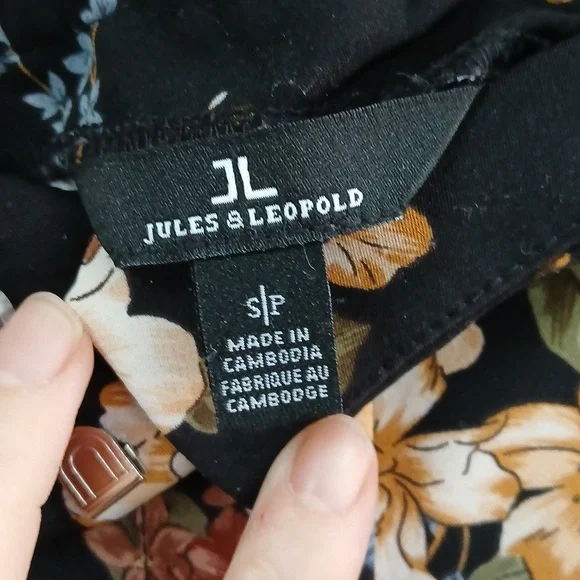 JL
JULES & LEOPOLD
S|P
MADE IN
CAMBODIA
FABRIQUE AU
CAMBODGE